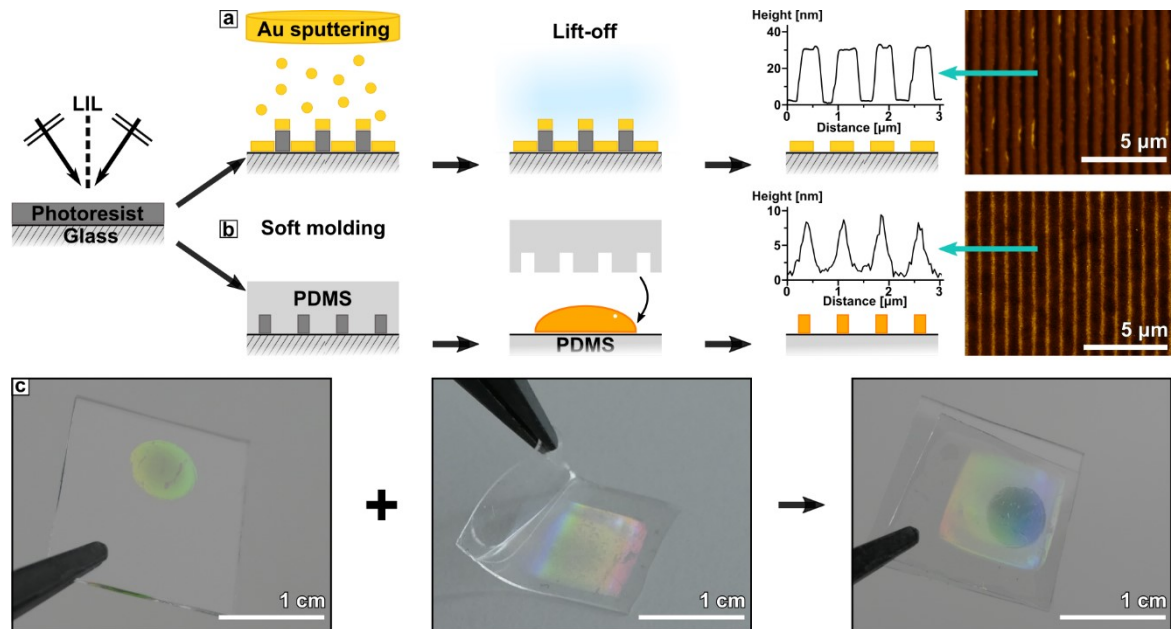 a
Au sputtering
Lift-off
Height [nm]
40
20
0
0 1 2 3
Distance [µm]
5 µm
LIL
Photoresist
Glass
b
Soft molding
PDMS
PDMS
Height [nm]
10
5
0
0 1 2 3
Distance [µm]
5 µm
c
+
1 cm
1 cm
1 cm